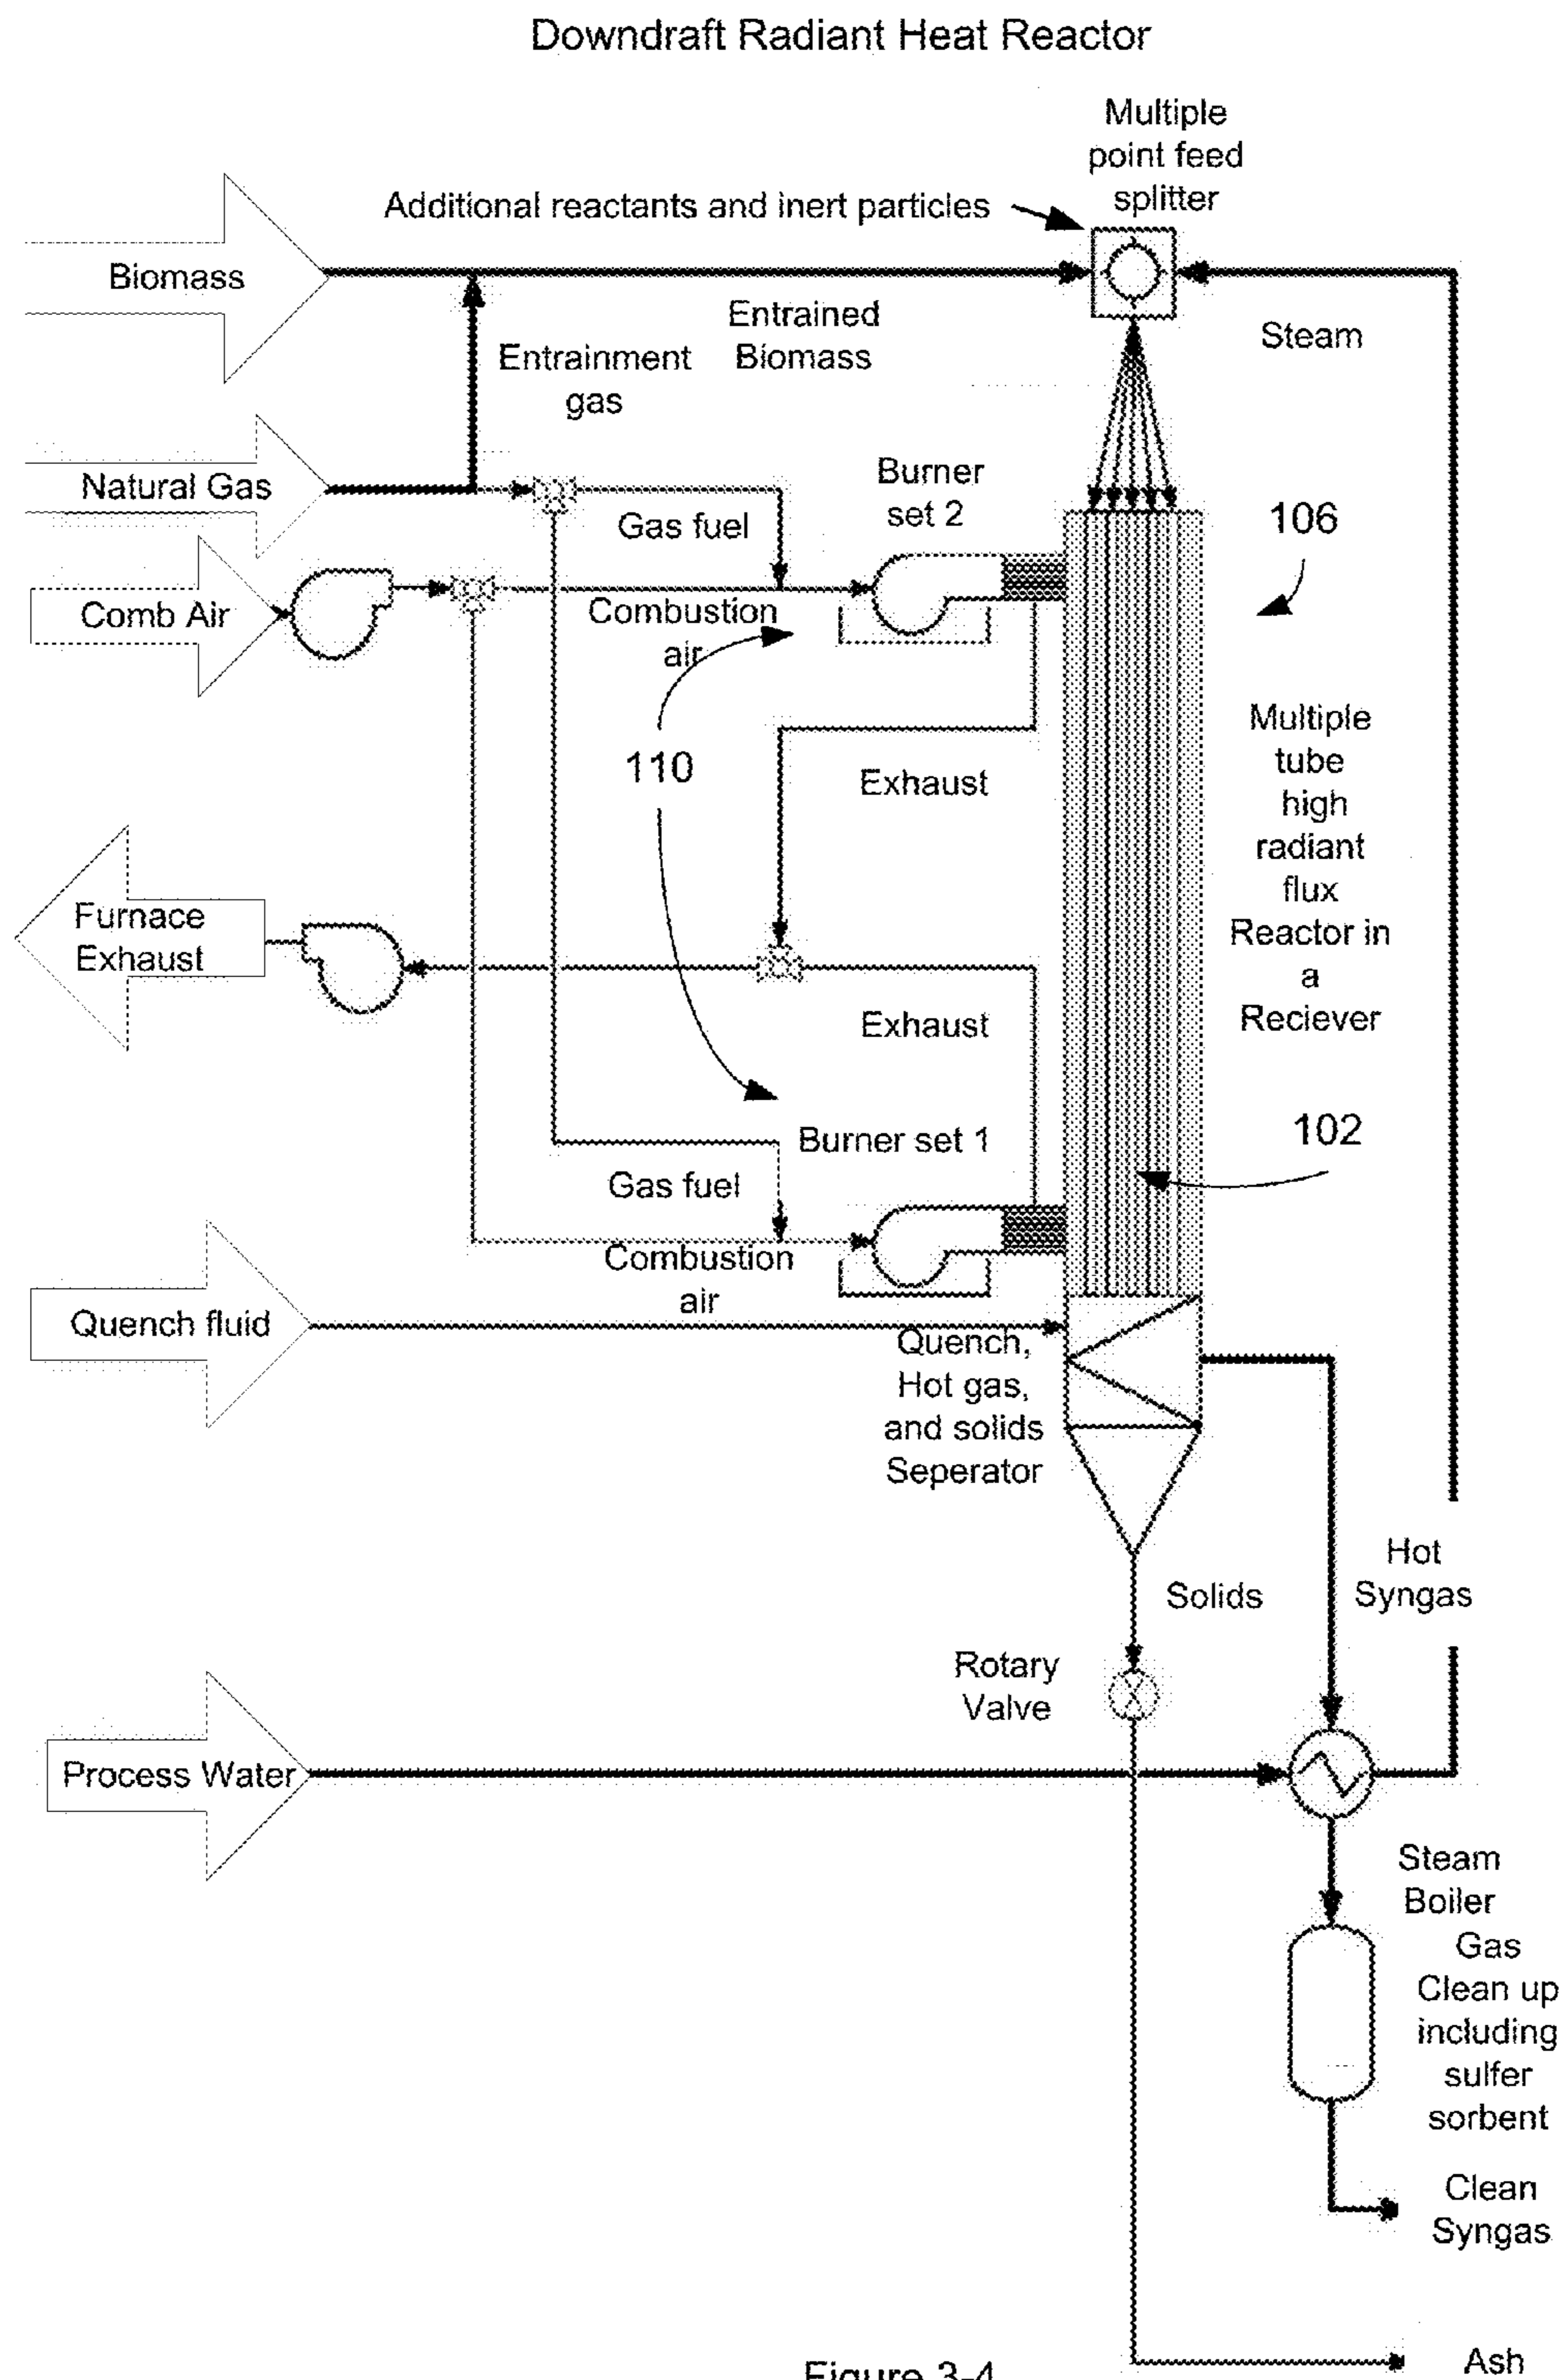 Downdraft Radiant Heat Reactor
Multiple
point feed
splitter
Additional reactants and inert particles
Biomass
Entrained
Biomass
Steam
Entrainment
gas
Natural Gas
Burner
set 2
Gas fuel
106
Comb Air
Combustion
air
Multiple
tube
high
radiant
flux
Reactor in
a
Reciever
110
Exhaust
Furnace
Exhaust
Exhaust
Burner set 1
102
Gas fuel
Combustion
air
Quench fluid
Quench,
Hot gas,
and solids
Seperator
Hot
Syngas
Solids
Rotary
Valve
Process Water
Steam
Boiler
Gas
Clean up
including
sulfer
sorbent
Clean
Syngas
Ash
Figure 3-4